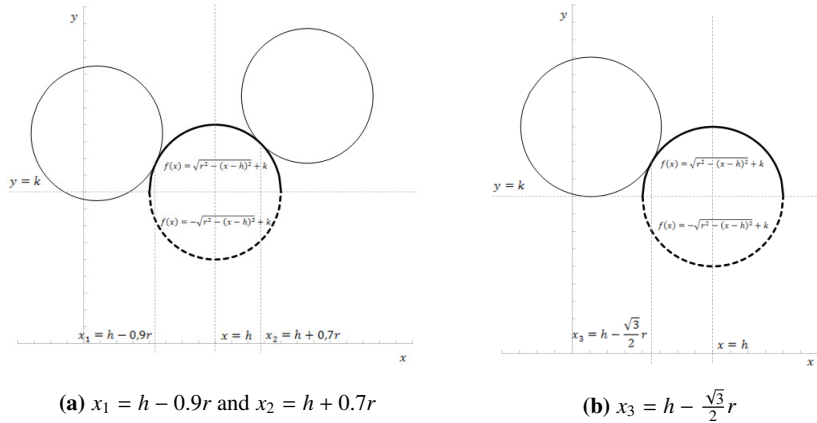 y
y
f(x) = √(r² − (x−h)²) + k
f(x) = √(r² − (x−h)²) + k
y = k
y = k
f(x) = −√(r² − (x−h)²) + k
f(x) = −√(r² − (x−h)²) + k
x₁ = h − 0,9r
x = h
x₂ = h + 0,7r
x₃ = h − √3/2 r
x = h
x
x
(a) x₁ = h − 0.9r and x₂ = h + 0.7r
(b) x₃ = h − √3/2 r